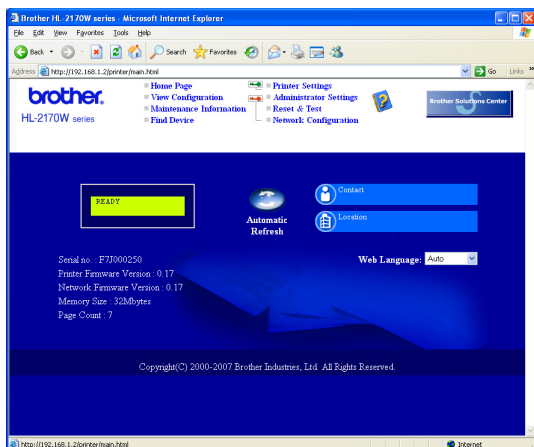 Brother HL-2170W series - Microsoft Internet Explorer
File Edit View Favorites Tools Help
Back Search Favorites
Address http://192.168.1.2/printer/main.html Go Links »
brother.
HL-2170W series
Home Page
View Configuration
Maintenance Information
Find Device
Printer Settings
Administrator Settings
Reset & Test
Network Configuration
Brother Solutions Center
READY
Automatic
Refresh
Contact
Location
Serial no. : F7J000250
Printer Firmware Version : 0.17
Network Firmware Version : 0.17
Memory Size : 32Mbytes
Page Count : 7
Web Language: Auto
Copyright(C) 2000-2007 Brother Industries, Ltd. All Rights Reserved.
http://192.168.1.2/printer/main.html Internet